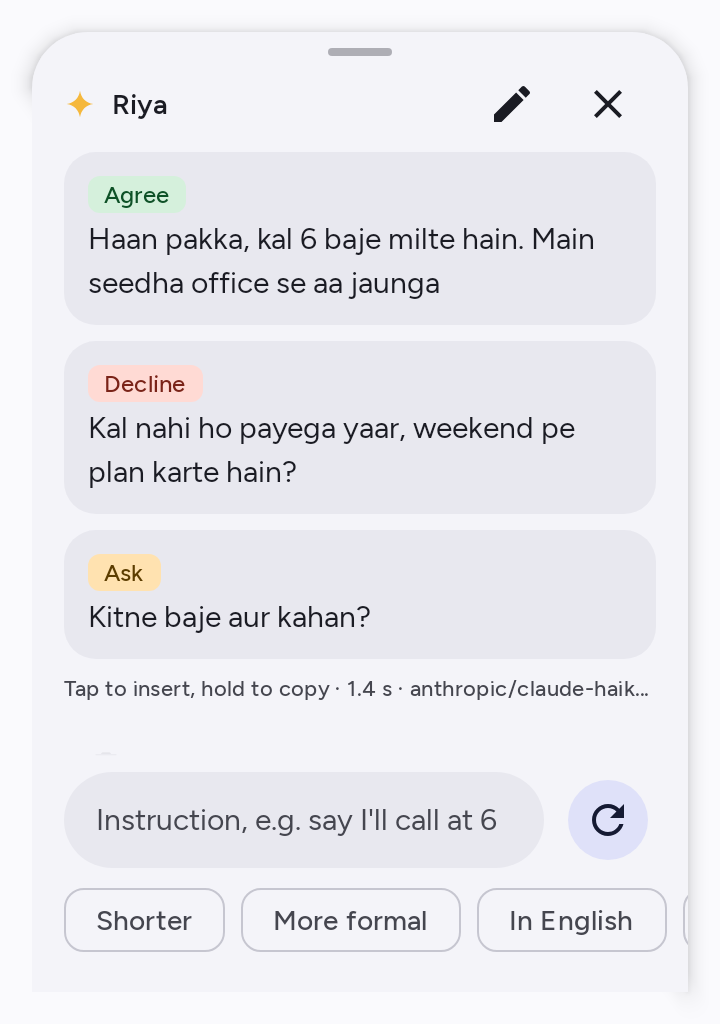 Riya
Agree
Haan pakka, kal 6 baje milte hain. Main
seedha office se aa jaunga
Decline
Kal nahi ho payega yaar, weekend pe
plan karte hain?
Ask
Kitne baje aur kahan?
Tap to insert, hold to copy · 1.4 s · anthropic/claude-haik...
Instruction, e.g. say I'll call at 6
Shorter
More formal
In English